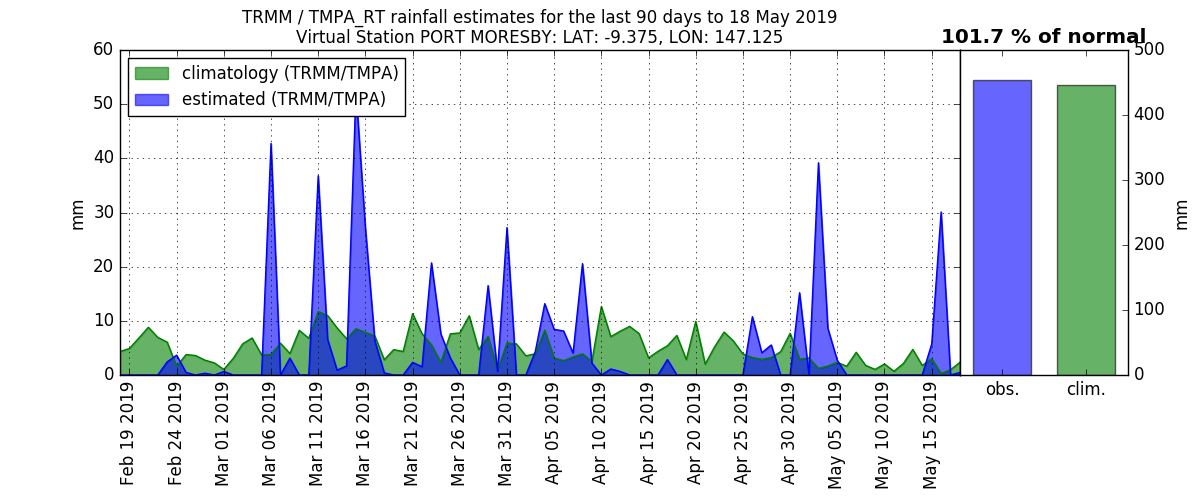 TRMM / TMPA_RT rainfall estimates for the last 90 days to 18 May 2019
Virtual Station PORT MORESBY: LAT: -9.375, LON: 147.125
101.7 % of normal
climatology (TRMM/TMPA)
estimated (TRMM/TMPA)
60
50
40
30
20
10
0
mm
500
400
300
200
100
0
mm
obs.
clim.
Feb 19 2019
Feb 24 2019
Mar 01 2019
Mar 06 2019
Mar 11 2019
Mar 16 2019
Mar 21 2019
Mar 26 2019
Mar 31 2019
Apr 05 2019
Apr 10 2019
Apr 15 2019
Apr 20 2019
Apr 25 2019
Apr 30 2019
May 05 2019
May 10 2019
May 15 2019